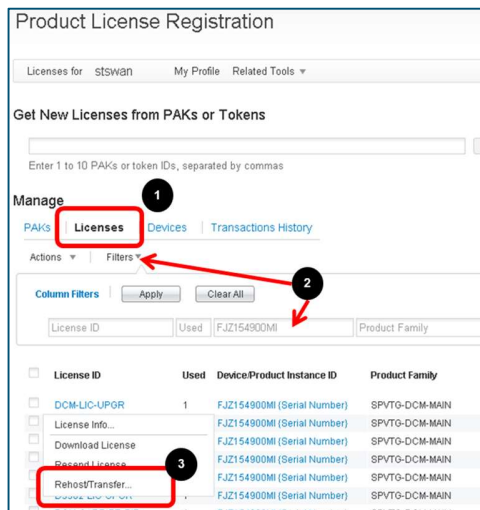 Product License Registration
Licenses for stswan My Profile Related Tools
Get New Licenses from PAKs or Tokens
Enter 1 to 10 PAKs or token IDs, separated by commas
Manage
1
PAKs Licenses Devices Transactions History
Actions Filters
2
Column Filters Apply Clear All
License ID Used FJZ154900MI Product Family
License ID Used Device/Product Instance ID Product Family
DCM-LIC-UPGR 1 FJZ154900MI (Serial Number) SPVTG-DCM-MAIN
License Info... FJZ154900MI (Serial Number) SPVTG-DCM-MAIN
Download License FJZ154900MI (Serial Number) SPVTG-DCM-MAIN
Resend License FJZ154900MI (Serial Number) SPVTG-DCM-MAIN
3
Rehost/Transfer... FJZ154900MI (Serial Number) SPVTG-DCM-MAIN
FJZ154900MI (Serial Number) SPVTG-DCM-MAIN